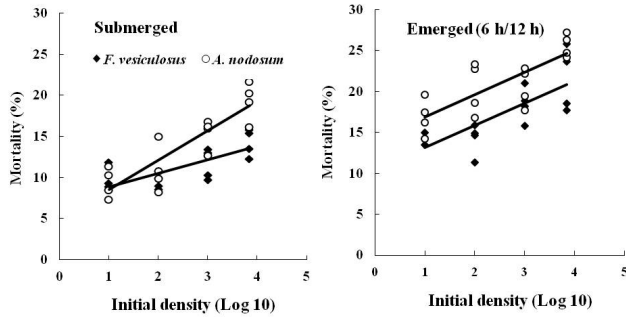 Submerged
F. vesiculosus A. nodosum
Mortality (%)
30
25
20
15
10
5
0
0 1 2 3 4 5
Initial density (Log 10)
Emerged (6 h/12 h)
Mortality (%)
30
25
20
15
10
5
0
0 1 2 3 4 5
Initial density (Log 10)